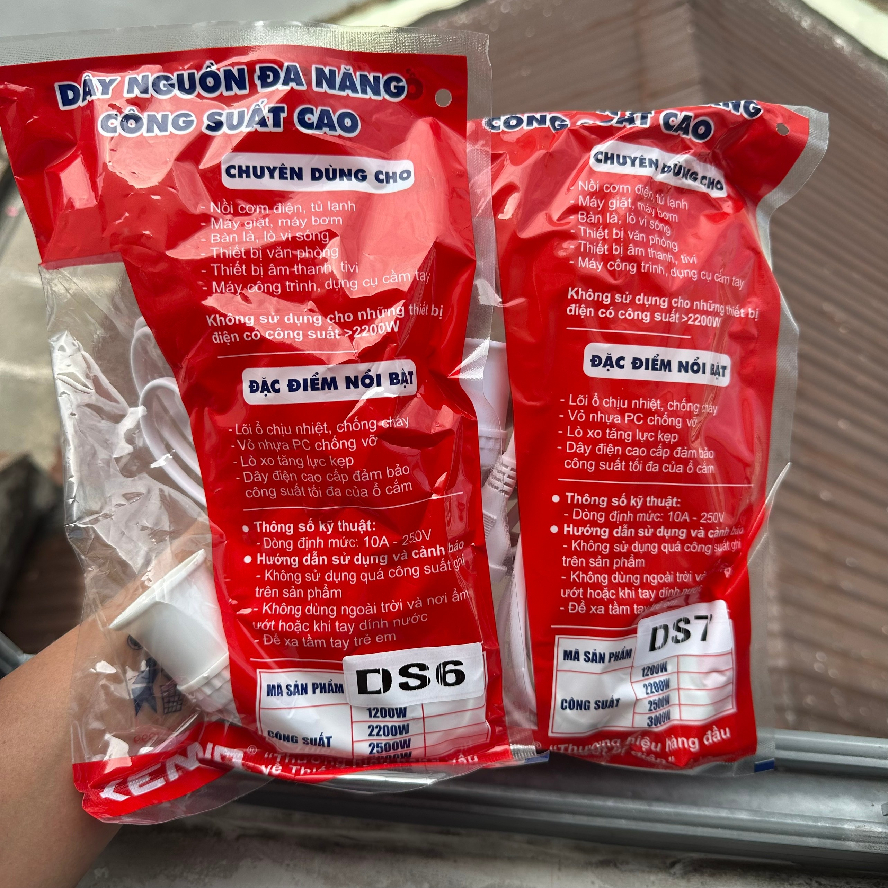 DÂY NGUỒN ĐA NĂNG
CÔNG SUẤT CAO
CHUYÊN DÙNG CHO
- Nồi cơm điện, tủ lạnh
- Máy giặt, máy bơm
- Bàn là, lò vi sóng
- Thiết bị văn phòng
- Thiết bị âm thanh, tivi
- Máy công trình, dụng cụ cầm tay
Không sử dụng cho những thiết bị
điện có công suất >2200W
ĐẶC ĐIỂM NỔI BẬT
- Lõi ổ chịu nhiệt, chống cháy
- Vỏ nhựa PC chống vỡ
- Lò xo tăng lực kẹp
- Dây điện cao cấp đảm bảo
công suất tối đa của ổ cắm
● Thông số kỹ thuật:
- Dòng định mức: 10A - 250V
● Hướng dẫn sử dụng và cảnh báo
- Không sử dụng quá công suất ghi
trên sản phẩm
- Không dùng ngoài trời và nơi ẩm
ướt hoặc khi tay dính nước
- Để xa tầm tay trẻ em
MÃ SẢN PHẨM DS6
CÔNG SUẤT
1200W
2200W
2500W
"Thương
về Thiết
CÔNG SUẤT CAO
CHUYÊN DÙNG CHO
- Nồi cơm điện, tủ lạnh
- Máy giặt, máy bơm
- Bàn là, lò vi sóng
- Thiết bị văn phòng
- Thiết bị âm thanh, tivi
- Máy công trình, dụng cụ cầm tay
Không sử dụng cho những thiết bị
điện có công suất >2200W
ĐẶC ĐIỂM NỔI BẬT
- Lõi ổ chịu nhiệt, chống cháy
- Vỏ nhựa PC chống vỡ
- Lò xo tăng lực kẹp
- Dây điện cao cấp đảm bảo
công suất tối đa của ổ cắm
● Thông số kỹ thuật:
- Dòng định mức: 10A - 250V
● Hướng dẫn sử dụng và cảnh báo
- Không sử dụng quá công suất ghi
trên sản phẩm
- Không dùng ngoài trời và
ướt hoặc khi tay dính nước
- Để xa tầm tay
MÃ SẢN PHẨM DS7
CÔNG SUẤT
1200W
2200W
2500W
3000W
"Thương hiệu hàng đầu